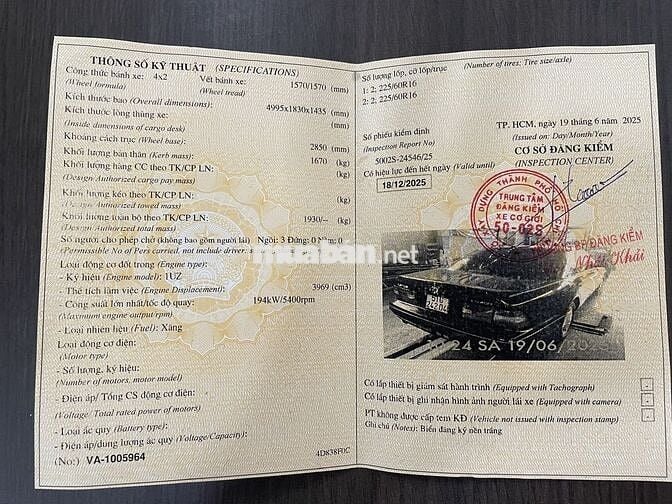 THÔNG SỐ KỸ THUẬT (SPECIFICATIONS)
Công thức bánh xe: 4x2 Vết bánh xe: 1570/1570 (mm)
(Wheel formula) (Wheel tread)
Kích thước bao (Overall dimensions): 4995x1830x1435 (mm)
Kích thước lòng thùng xe: (mm)
(Inside dimensions of cargo desk)
Khoảng cách trục (Wheel base): 2850 (mm)
Khối lượng bản thân (Kerb mass): 1670 (kg)
Khối lượng hàng CC theo TK/CP LN: (kg)
(Design/Authorized cargo pay mass)
Khối lượng kéo theo TK/CP LN: (kg)
(Design/Authorized towed mass)
Khối lượng toàn bộ theo TK/CP LN: 1930/-- (kg)
(Design/Authorized total mass)
Số người cho phép chở (không bao gồm người lái) Ngồi: 3 Đứng: 0 Nằm: 0
(Permissible No of Pers carried, not include driver:
Loại động cơ đốt trong (Engine type):
- Ký hiệu (Engine model): 1UZ
- Thể tích làm việc (Engine Displacement): 3969 (cm3)
- Công suất lớn nhất/tốc độ quay: 194kW/5400rpm
(Maximum engine output/rpm)
- Loại nhiên liệu (Fuel): Xăng
Loại động cơ điện:
(Motor type)
- Số lượng, ký hiệu:
(Number of motors, motor model)
- Điện áp/ Tổng CS động cơ điện:
(Voltage/ Total rated power of motors)
- Loại ắc quy (Battery type):
- Điện áp/dung lượng ắc quy (Voltage/Capacity):
(No:) VA-1005964 4D838F0C
Số lượng lốp, cỡ lốp/trục (Number of tires; Tire size/axle)
1: 2; 225/60R16
2: 2; 225/60R16
TP. HCM, ngày 19 tháng 6 năm 2025
(Issued on: Day/Month/Year)
Số phiếu kiểm định
(Inspection Report No)
5002S-24546/25
CƠ SỞ ĐĂNG KIỂM
(INSPECTION CENTER)
Có hiệu lực đến hết ngày (Valid until)
18/12/2025
TRUNG TÂM
ĐĂNG KIỂM
XE CƠ GIỚI
50-02S
ĐĂNG KIỂM
muaban.net
19/06/2025
Có lắp thiết bị giám sát hành trình (Equipped with Tachograph)
Có lắp thiết bị ghi nhận hình ảnh người lái xe (Equipped with camera)
PT không được cấp tem KĐ (Vehicle not issued with inspection stamp)
Ghi chú (Notes): Biển đăng ký nền trắng